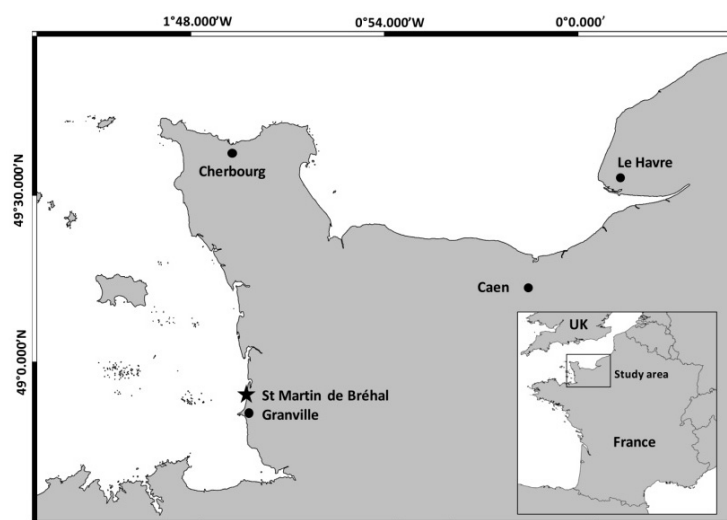 1°48.000'W 0°54.000'W 0°0.000'
49°30.000'N
49°0.000'N
Cherbourg
Le Havre
Caen
St Martin de Bréhal
Granville
UK
Study area
France